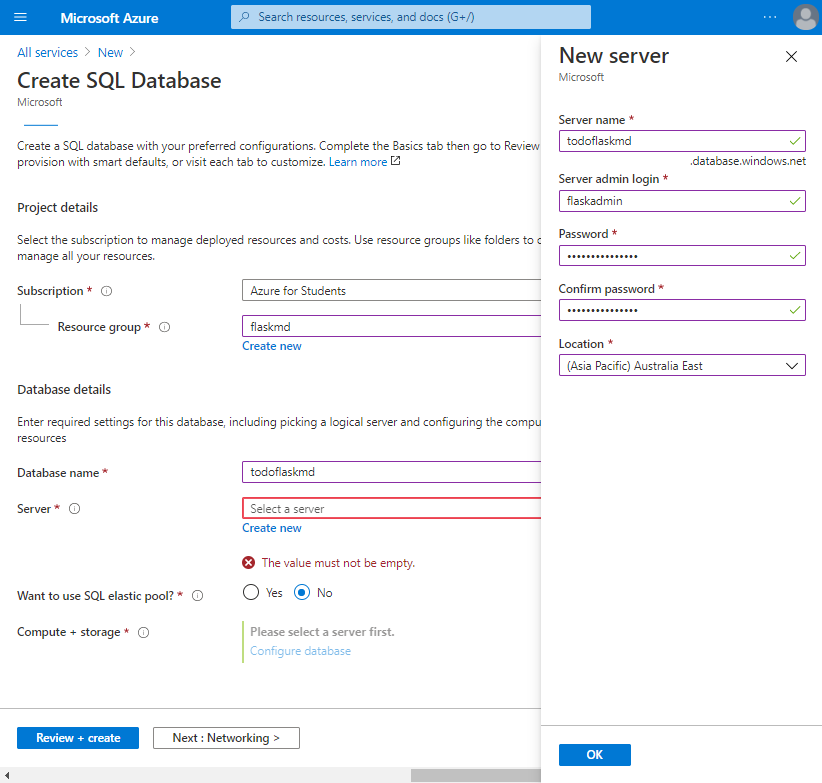 Microsoft Azure
Search resources, services, and docs (G+/)
All services > New >
Create SQL Database
Microsoft
Create a SQL database with your preferred configurations. Complete the Basics tab then go to Review
provision with smart defaults, or visit each tab to customize. Learn more
Project details
Select the subscription to manage deployed resources and costs. Use resource groups like folders to
manage all your resources.
Subscription *
Azure for Students
Resource group *
flaskmd
Create new
Database details
Enter required settings for this database, including picking a logical server and configuring the compu
resources
Database name *
todoflaskmd
Server *
Select a server
Create new
The value must not be empty.
Want to use SQL elastic pool? *
Yes No
Compute + storage *
Please select a server first.
Configure database
Review + create
Next : Networking >
New server
Microsoft
Server name *
todoflaskmd
.database.windows.net
Server admin login *
flaskadmin
Password *
•••••••••••••••
Confirm password *
•••••••••••••••
Location *
(Asia Pacific) Australia East
OK